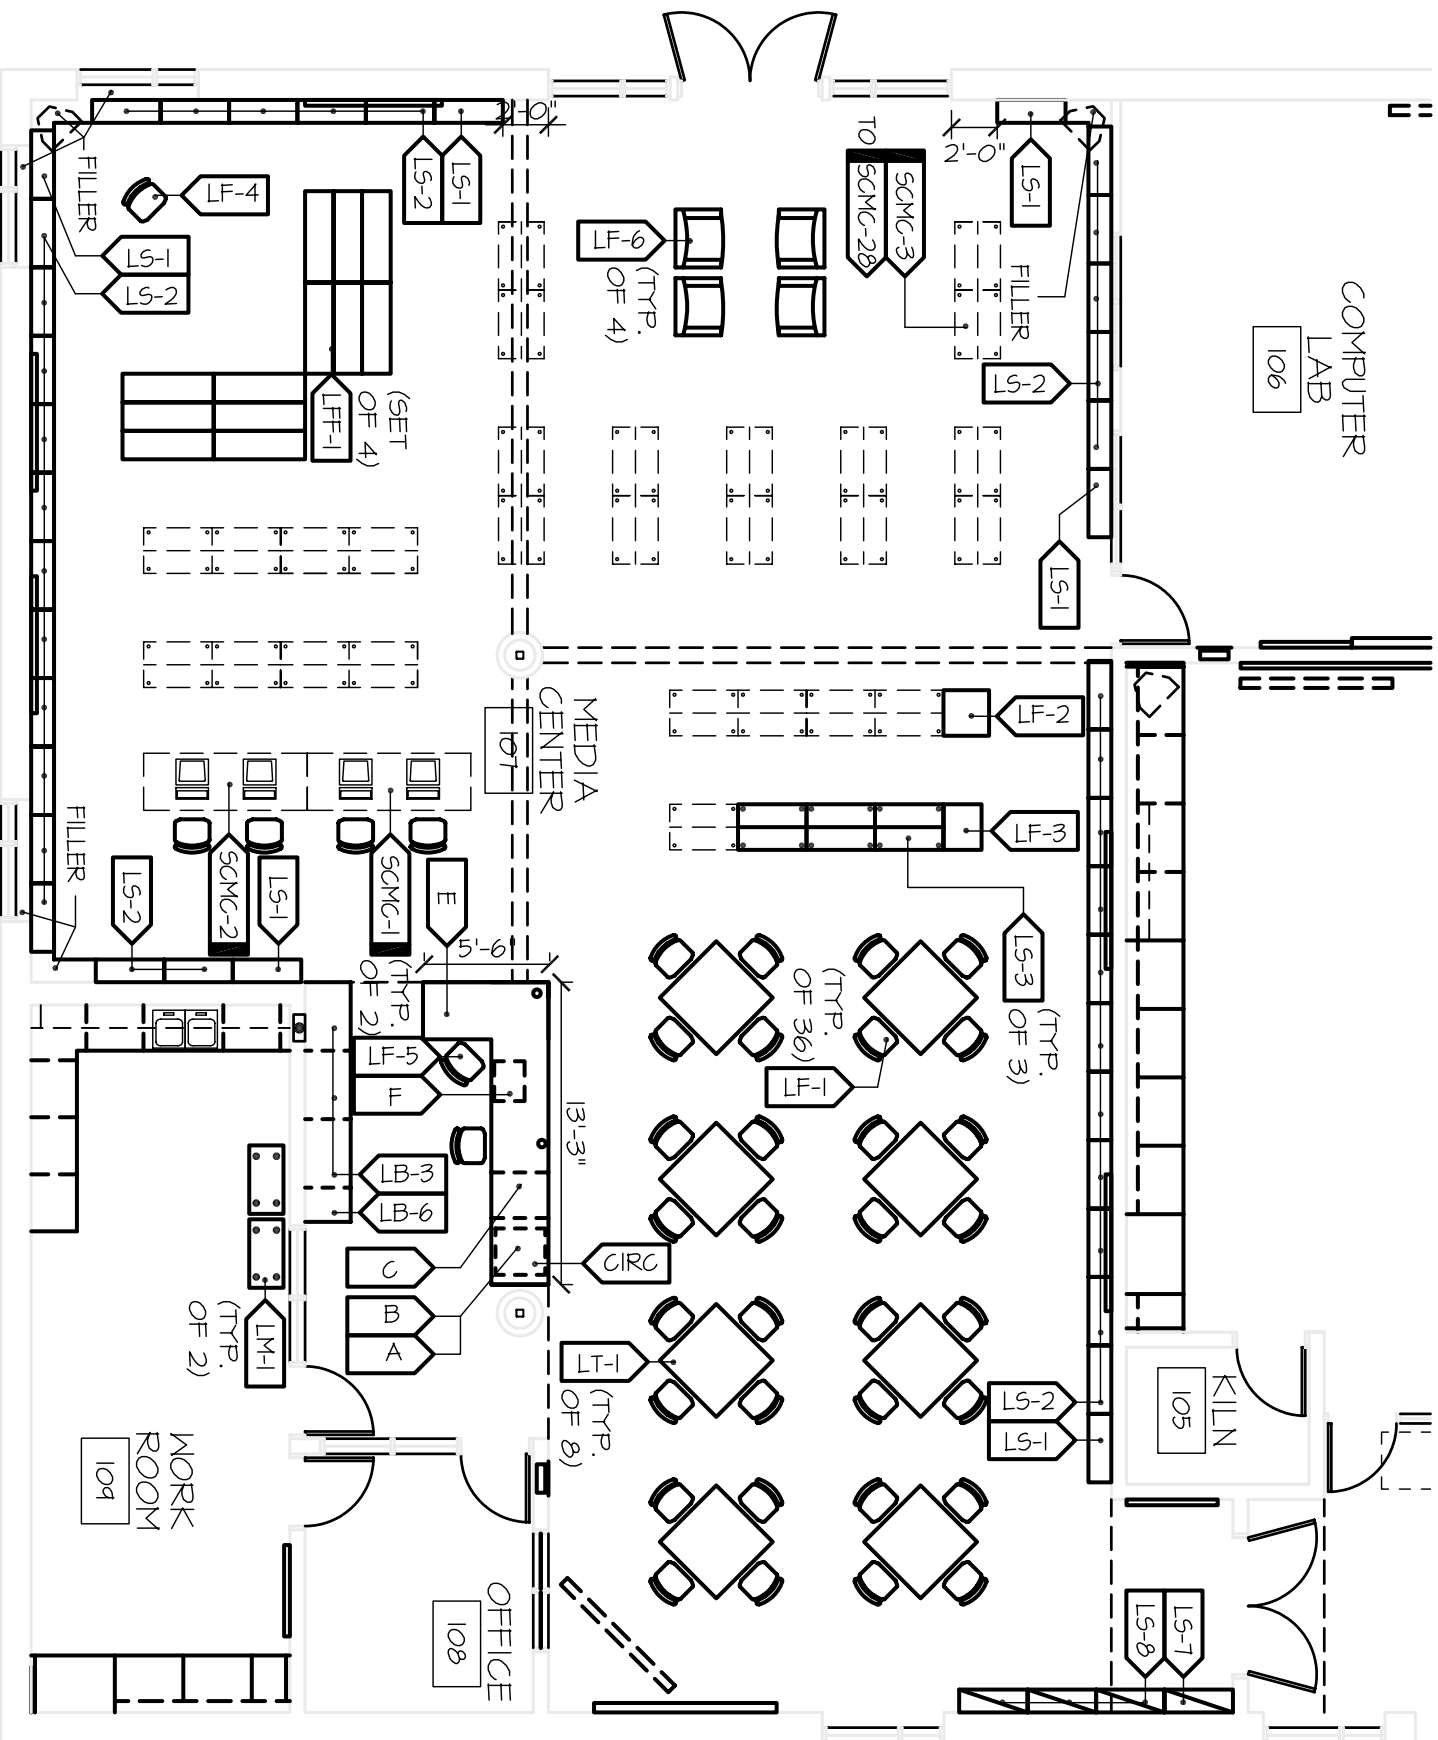 2'-0"
2'-0"
LS-1
LS-2
LS-1
TO
SCMC-3
SCMC-28
FILLER
LF-4
LS-1
LS-2
LF-6
(TYP.
OF 4)
FILLER
LS-2
COMPUTER
LAB
106
LFF-1
(SET
OF 4)
LS-1
MEDIA
CENTER
101
LF-2
LF-3
FILLER
LS-2
SCMC-2
LS-1
SCMC-1
E
5'-6"
(TYP.
OF 2)
LF-5
F
13'-3"
LS-3
(TYP.
OF 3)
(TYP.
OF 36)
LF-1
LB-3
LB-6
C
B
A
CIRC
LM-1
(TYP.
OF 2)
LT-1
(TYP.
OF 8)
LS-2
LS-1
KILN
105
WORK
ROOM
109
OFFICE
108
LS-7
LS-8